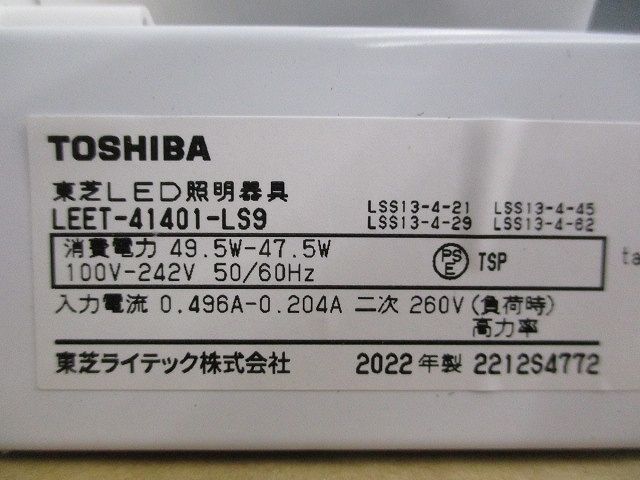 TOSHIBA
東芝LED照明器具
LEET-41401-LS9
LSS13-4-21 LSS13-4-45
LSS13-4-29 LSS13-4-62
消費電力 49.5W-47.5W
100V-242V 50/60Hz
PS
E TSP
ta
入力電流 0.496A-0.204A 二次 260V(負荷時)
高力率
東芝ライテック株式会社 2022年製 2212S4772